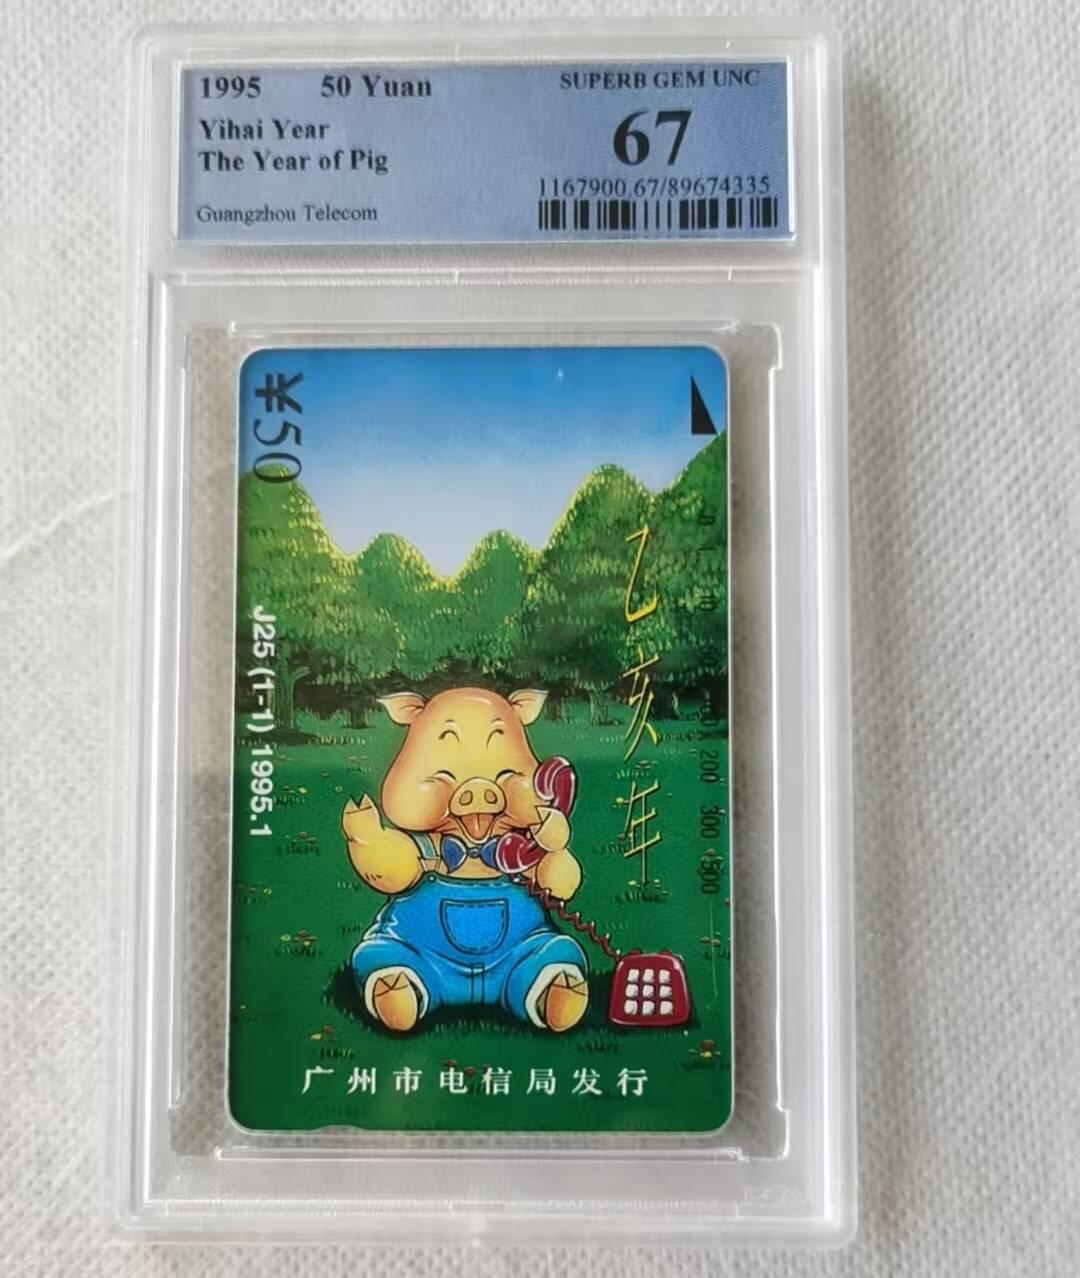 1995 50 Yuan
Yihai Year
The Year of Pig
Guangzhou Telecom
SUPERB GEM UNC
67
1167900.67/89674335
¥50
J25 (1-1) 1995.1
乙亥年
200 300 500
广州市电信局发行